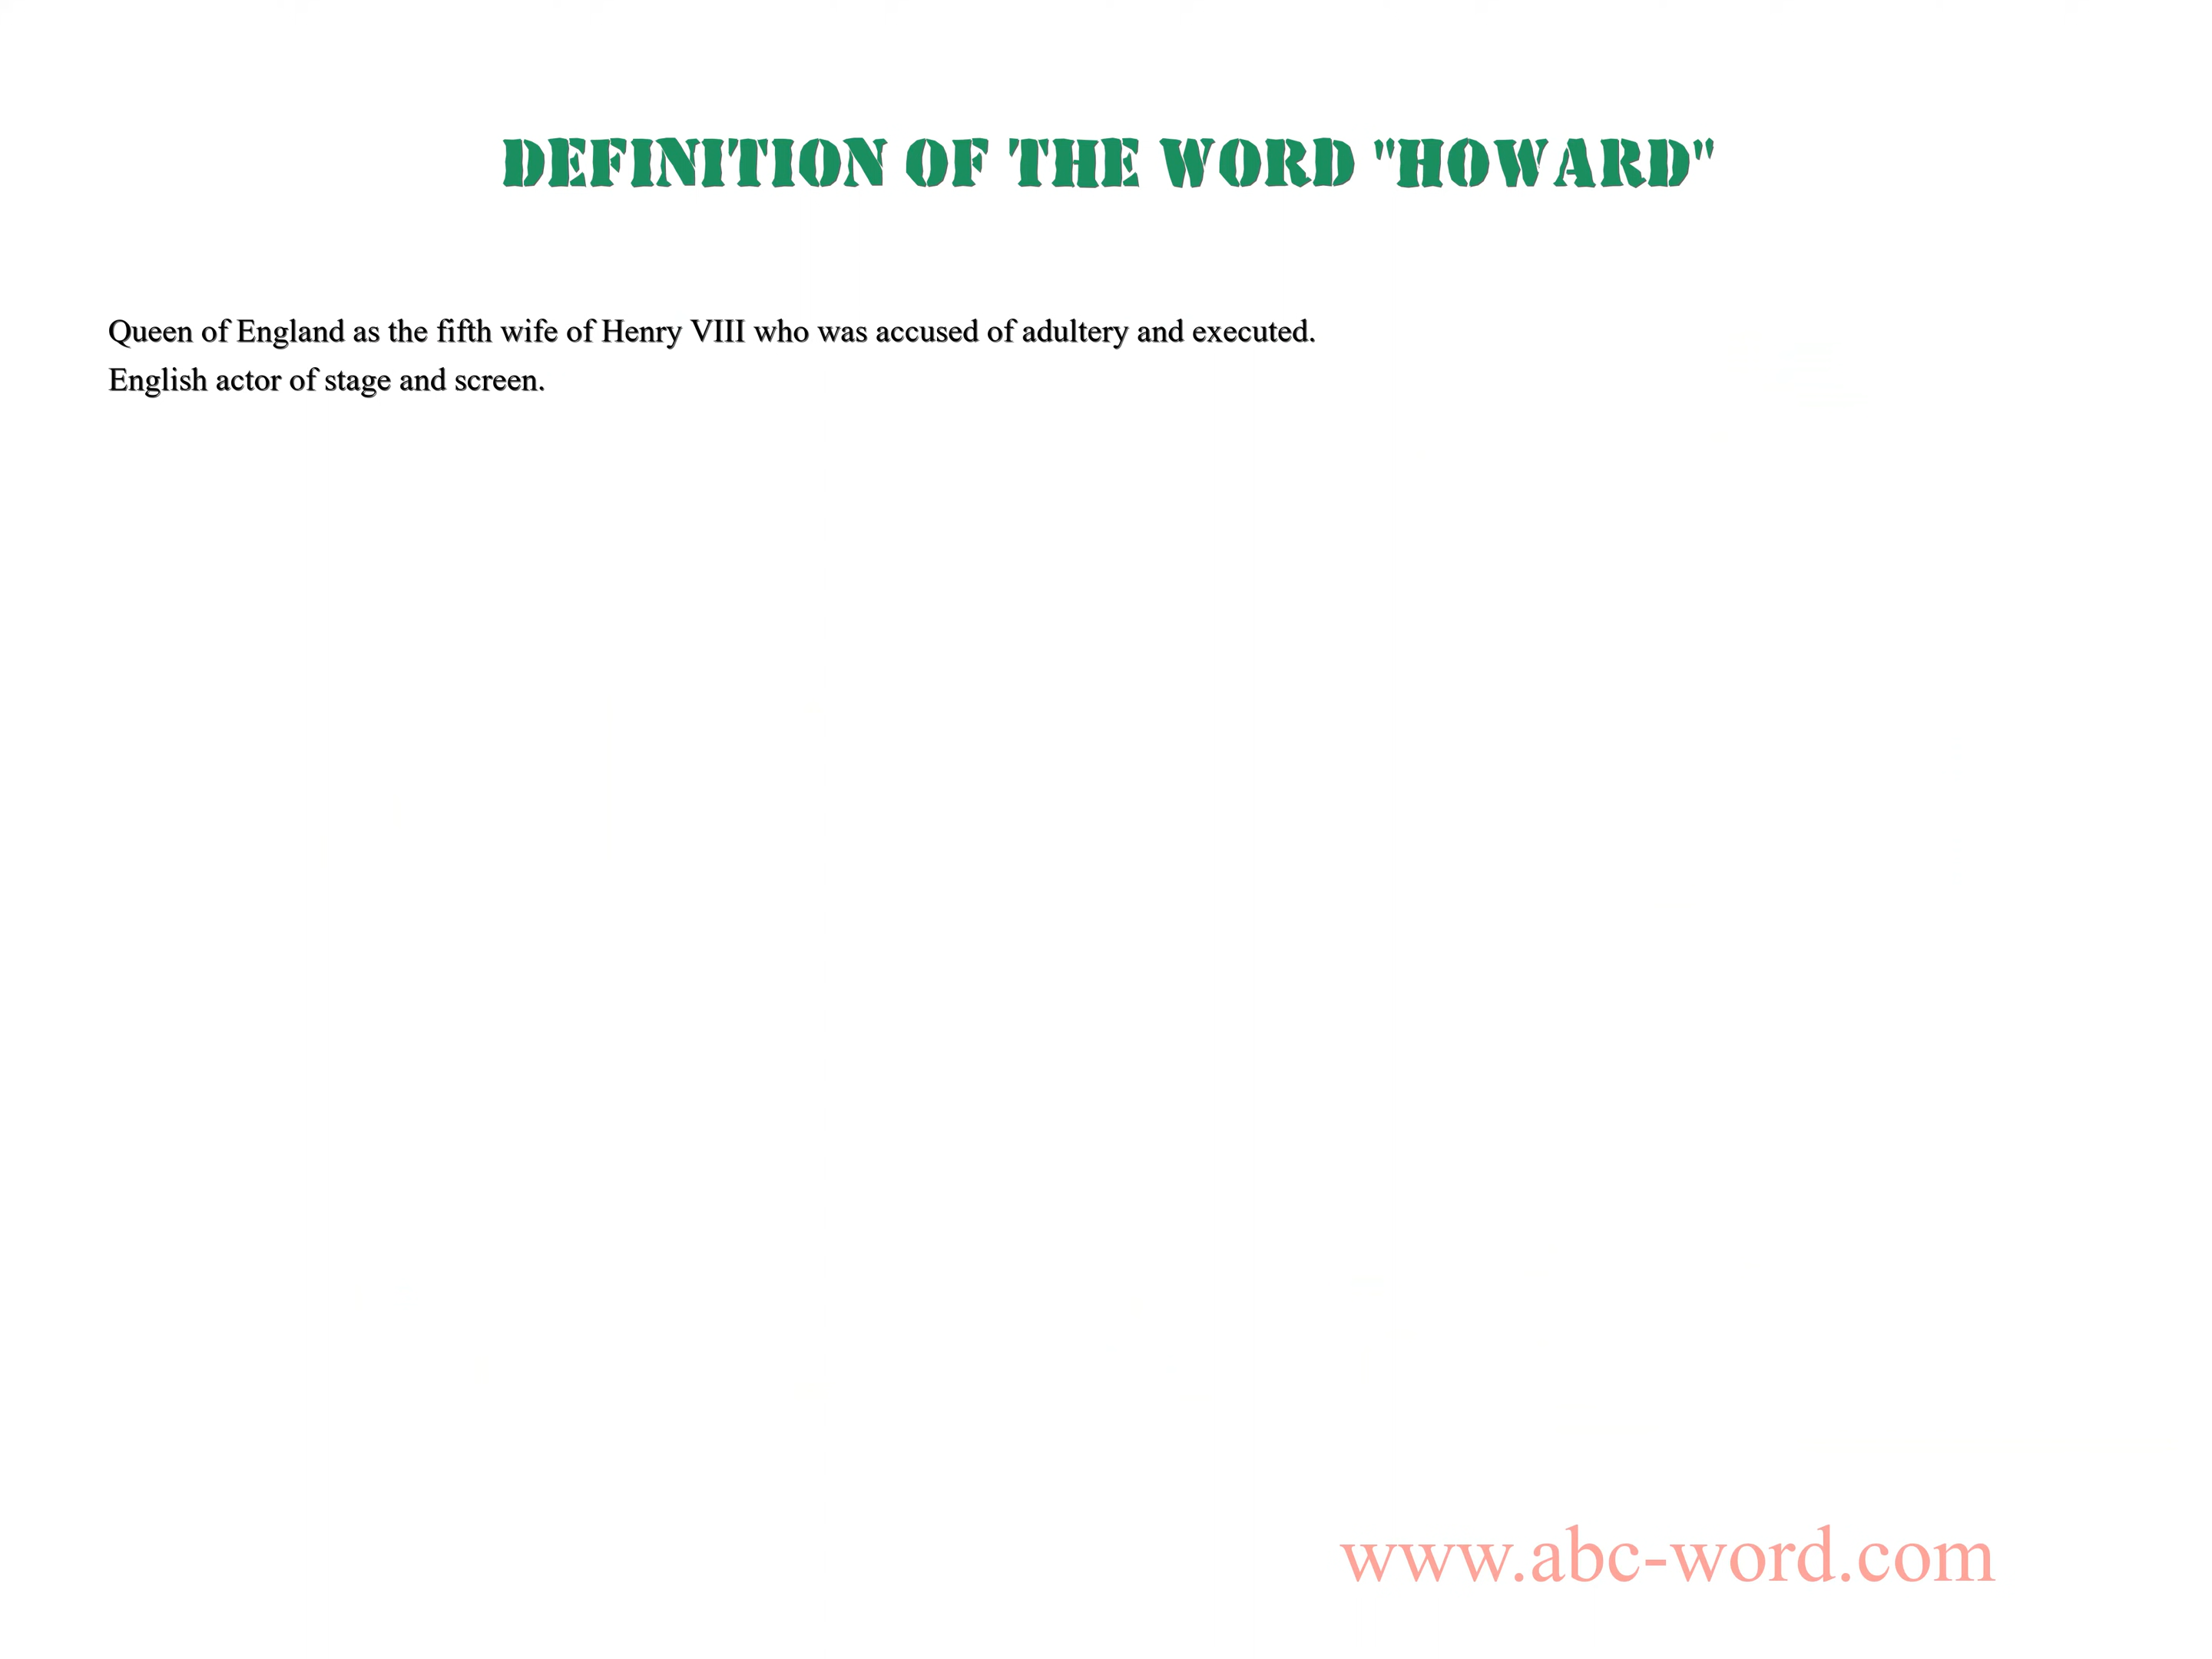 DEFINITION OF THE WORD "HOWARD"
Queen of England as the fifth wife of Henry VIII who was accused of adultery and executed.
English actor of stage and screen.
www.abc-word.com